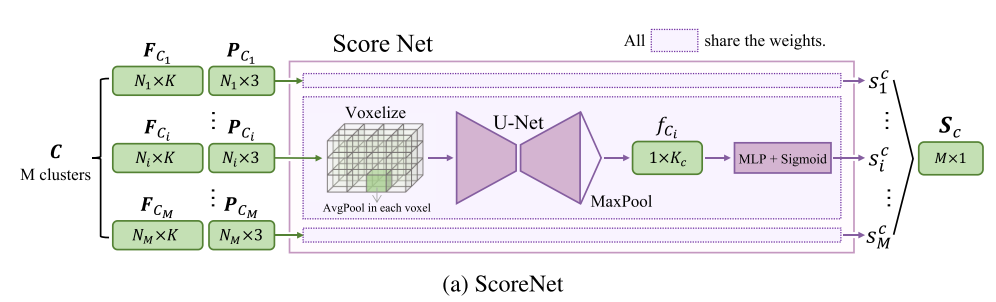 Score Net
All share the weights.
F_{C_1} P_{C_1}
N_1×K N_1×3
s_1^c
Voxelize
U-Net
⋮ ⋮
F_{C_i} P_{C_i}
f_{C_i}
S_c
C
M clusters
N_i×K N_i×3
1×K_c
MLP + Sigmoid
s_i^c
M×1
AvgPool in each voxel
MaxPool
⋮ ⋮
F_{C_M} P_{C_M}
N_M×K N_M×3
s_M^c
(a) ScoreNet